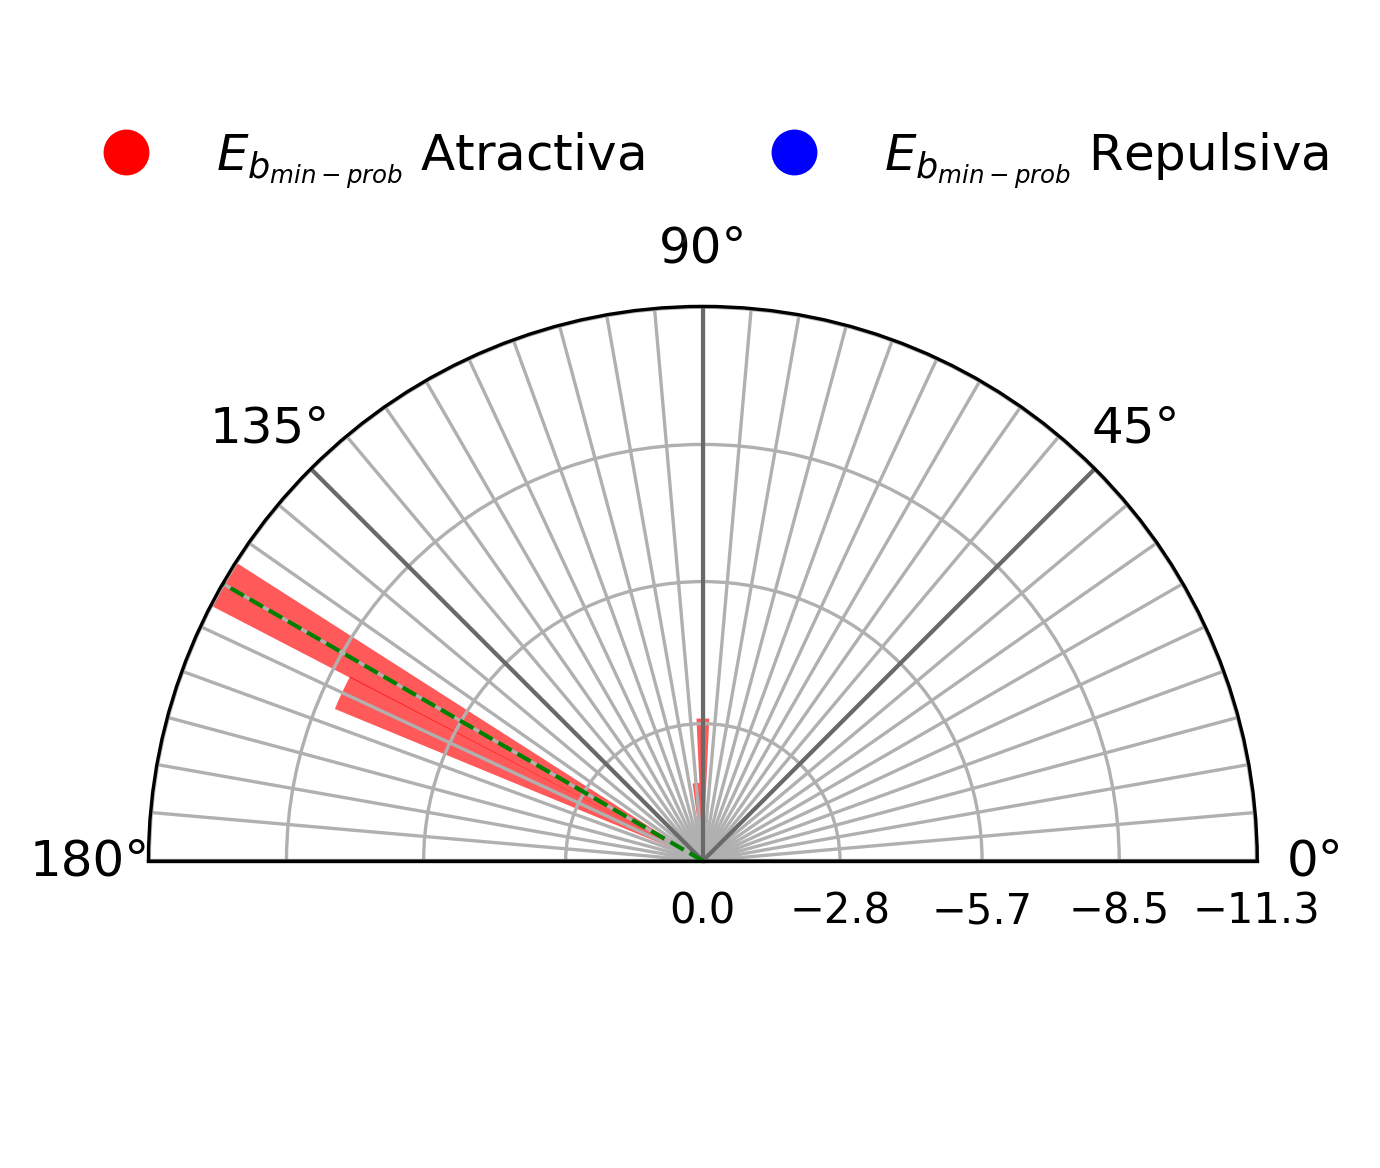 E_{b_{min-prob}} Atractiva E_{b_{min-prob}} Repulsiva
90°
135° 45°
180° 0°
0.0 −2.8 −5.7 −8.5 −11.3